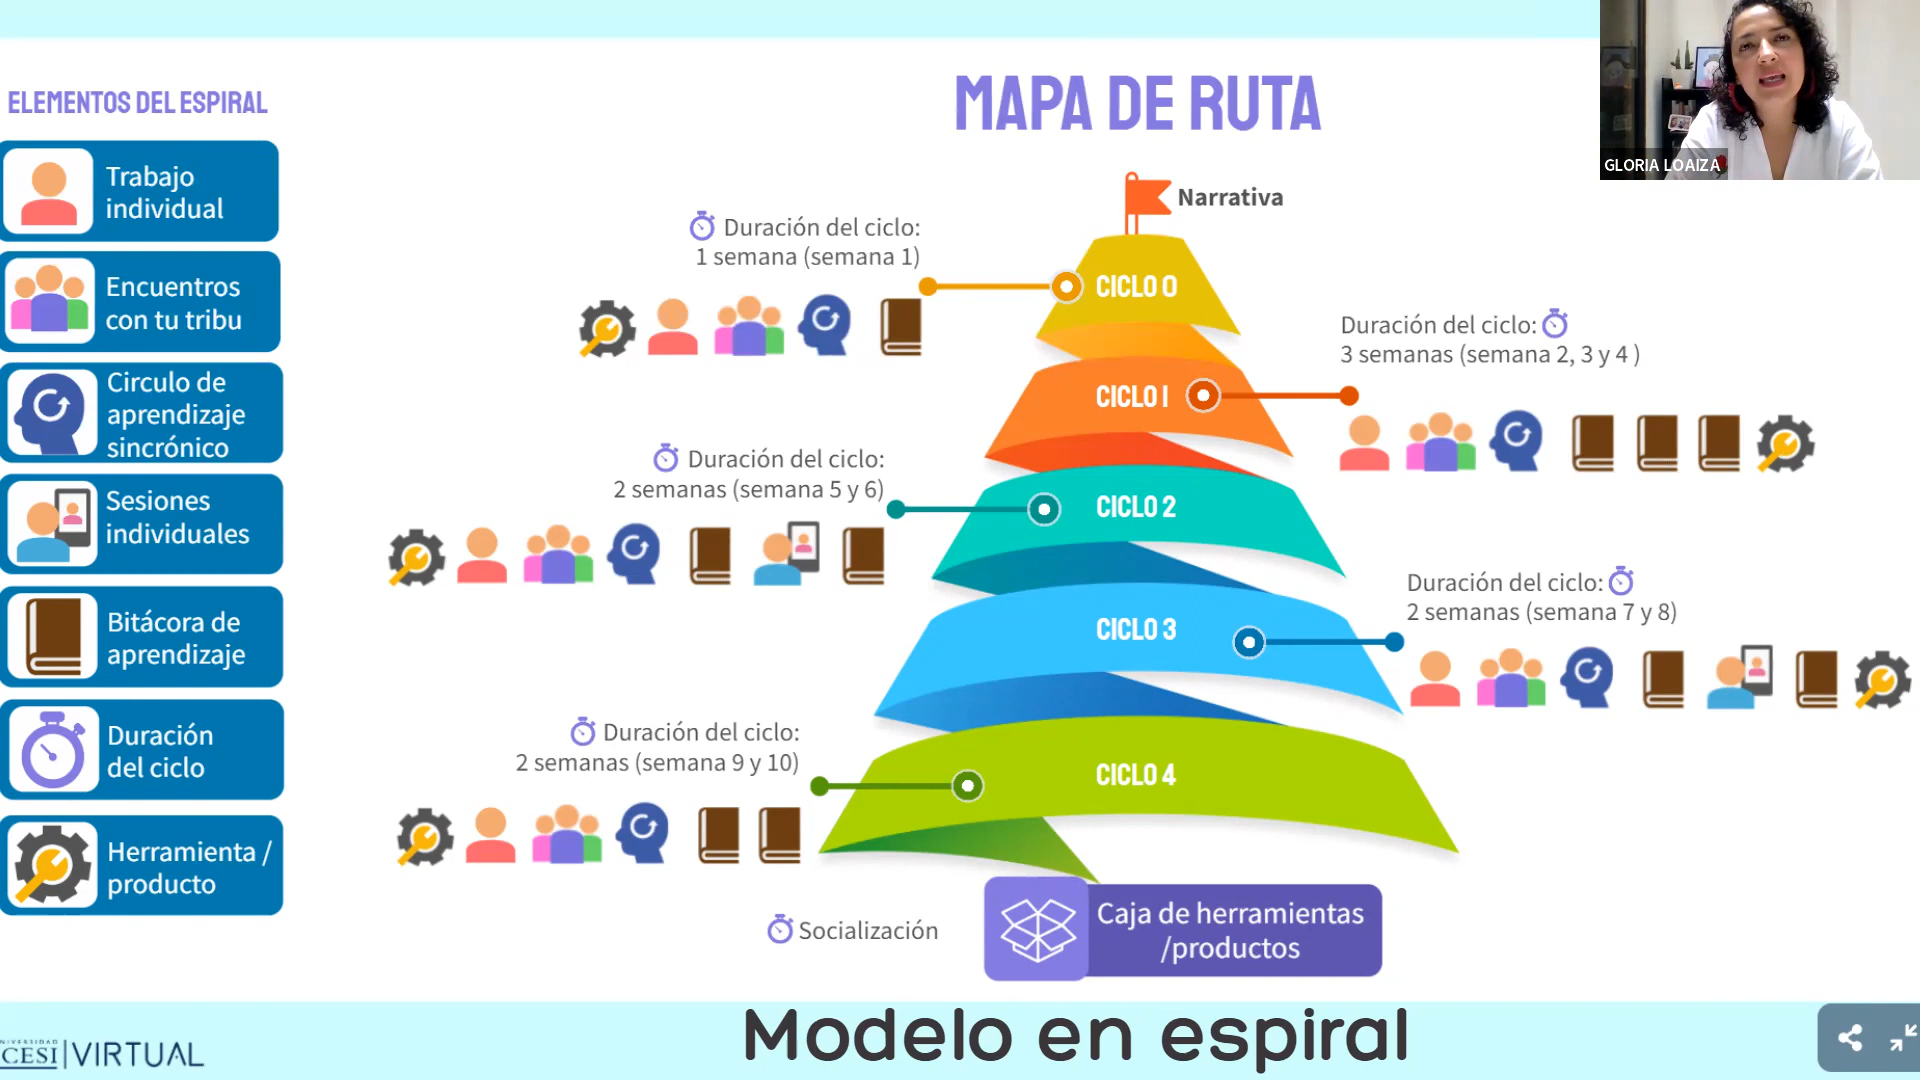 MAPA DE RUTA
GLORIA LOAIZA
ELEMENTOS DEL ESPIRAL
Trabajo
individual
Encuentros
con tu tribu
Circulo de
aprendizaje
sincrónico
Sesiones
individuales
Bitácora de
aprendizaje
Duración
del ciclo
Herramienta /
producto
Narrativa
Duración del ciclo:
1 semana (semana 1)
CICLO 0
Duración del ciclo:
3 semanas (semana 2, 3 y 4 )
CICLO 1
Duración del ciclo:
2 semanas (semana 5 y 6)
CICLO 2
Duración del ciclo:
2 semanas (semana 7 y 8)
CICLO 3
Duración del ciclo:
2 semanas (semana 9 y 10)
CICLO 4
Socialización
Caja de herramientas
/productos
Modelo en espiral
CESI | VIRTUAL